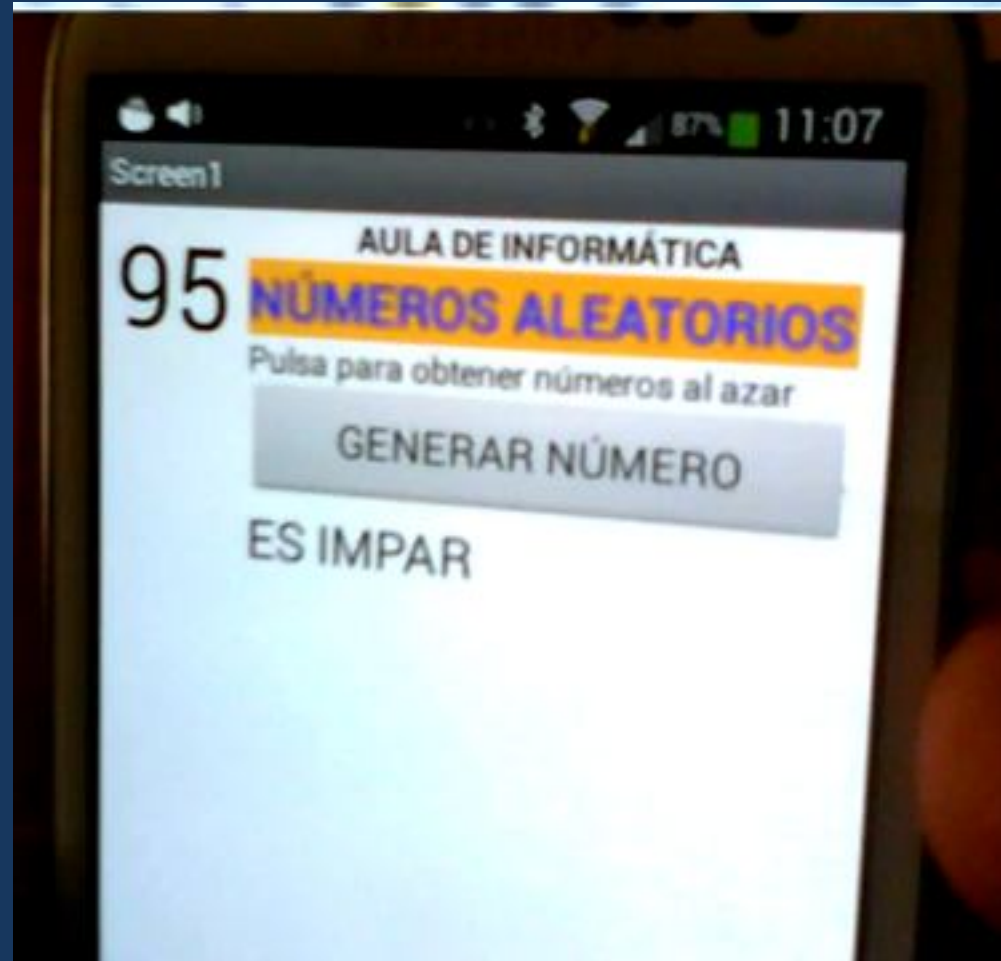 87% 11:07
Screen1
95
AULA DE INFORMÁTICA
NÚMEROS ALEATORIOS
Pulsa para obtener números al azar
GENERAR NÚMERO
ES IMPAR